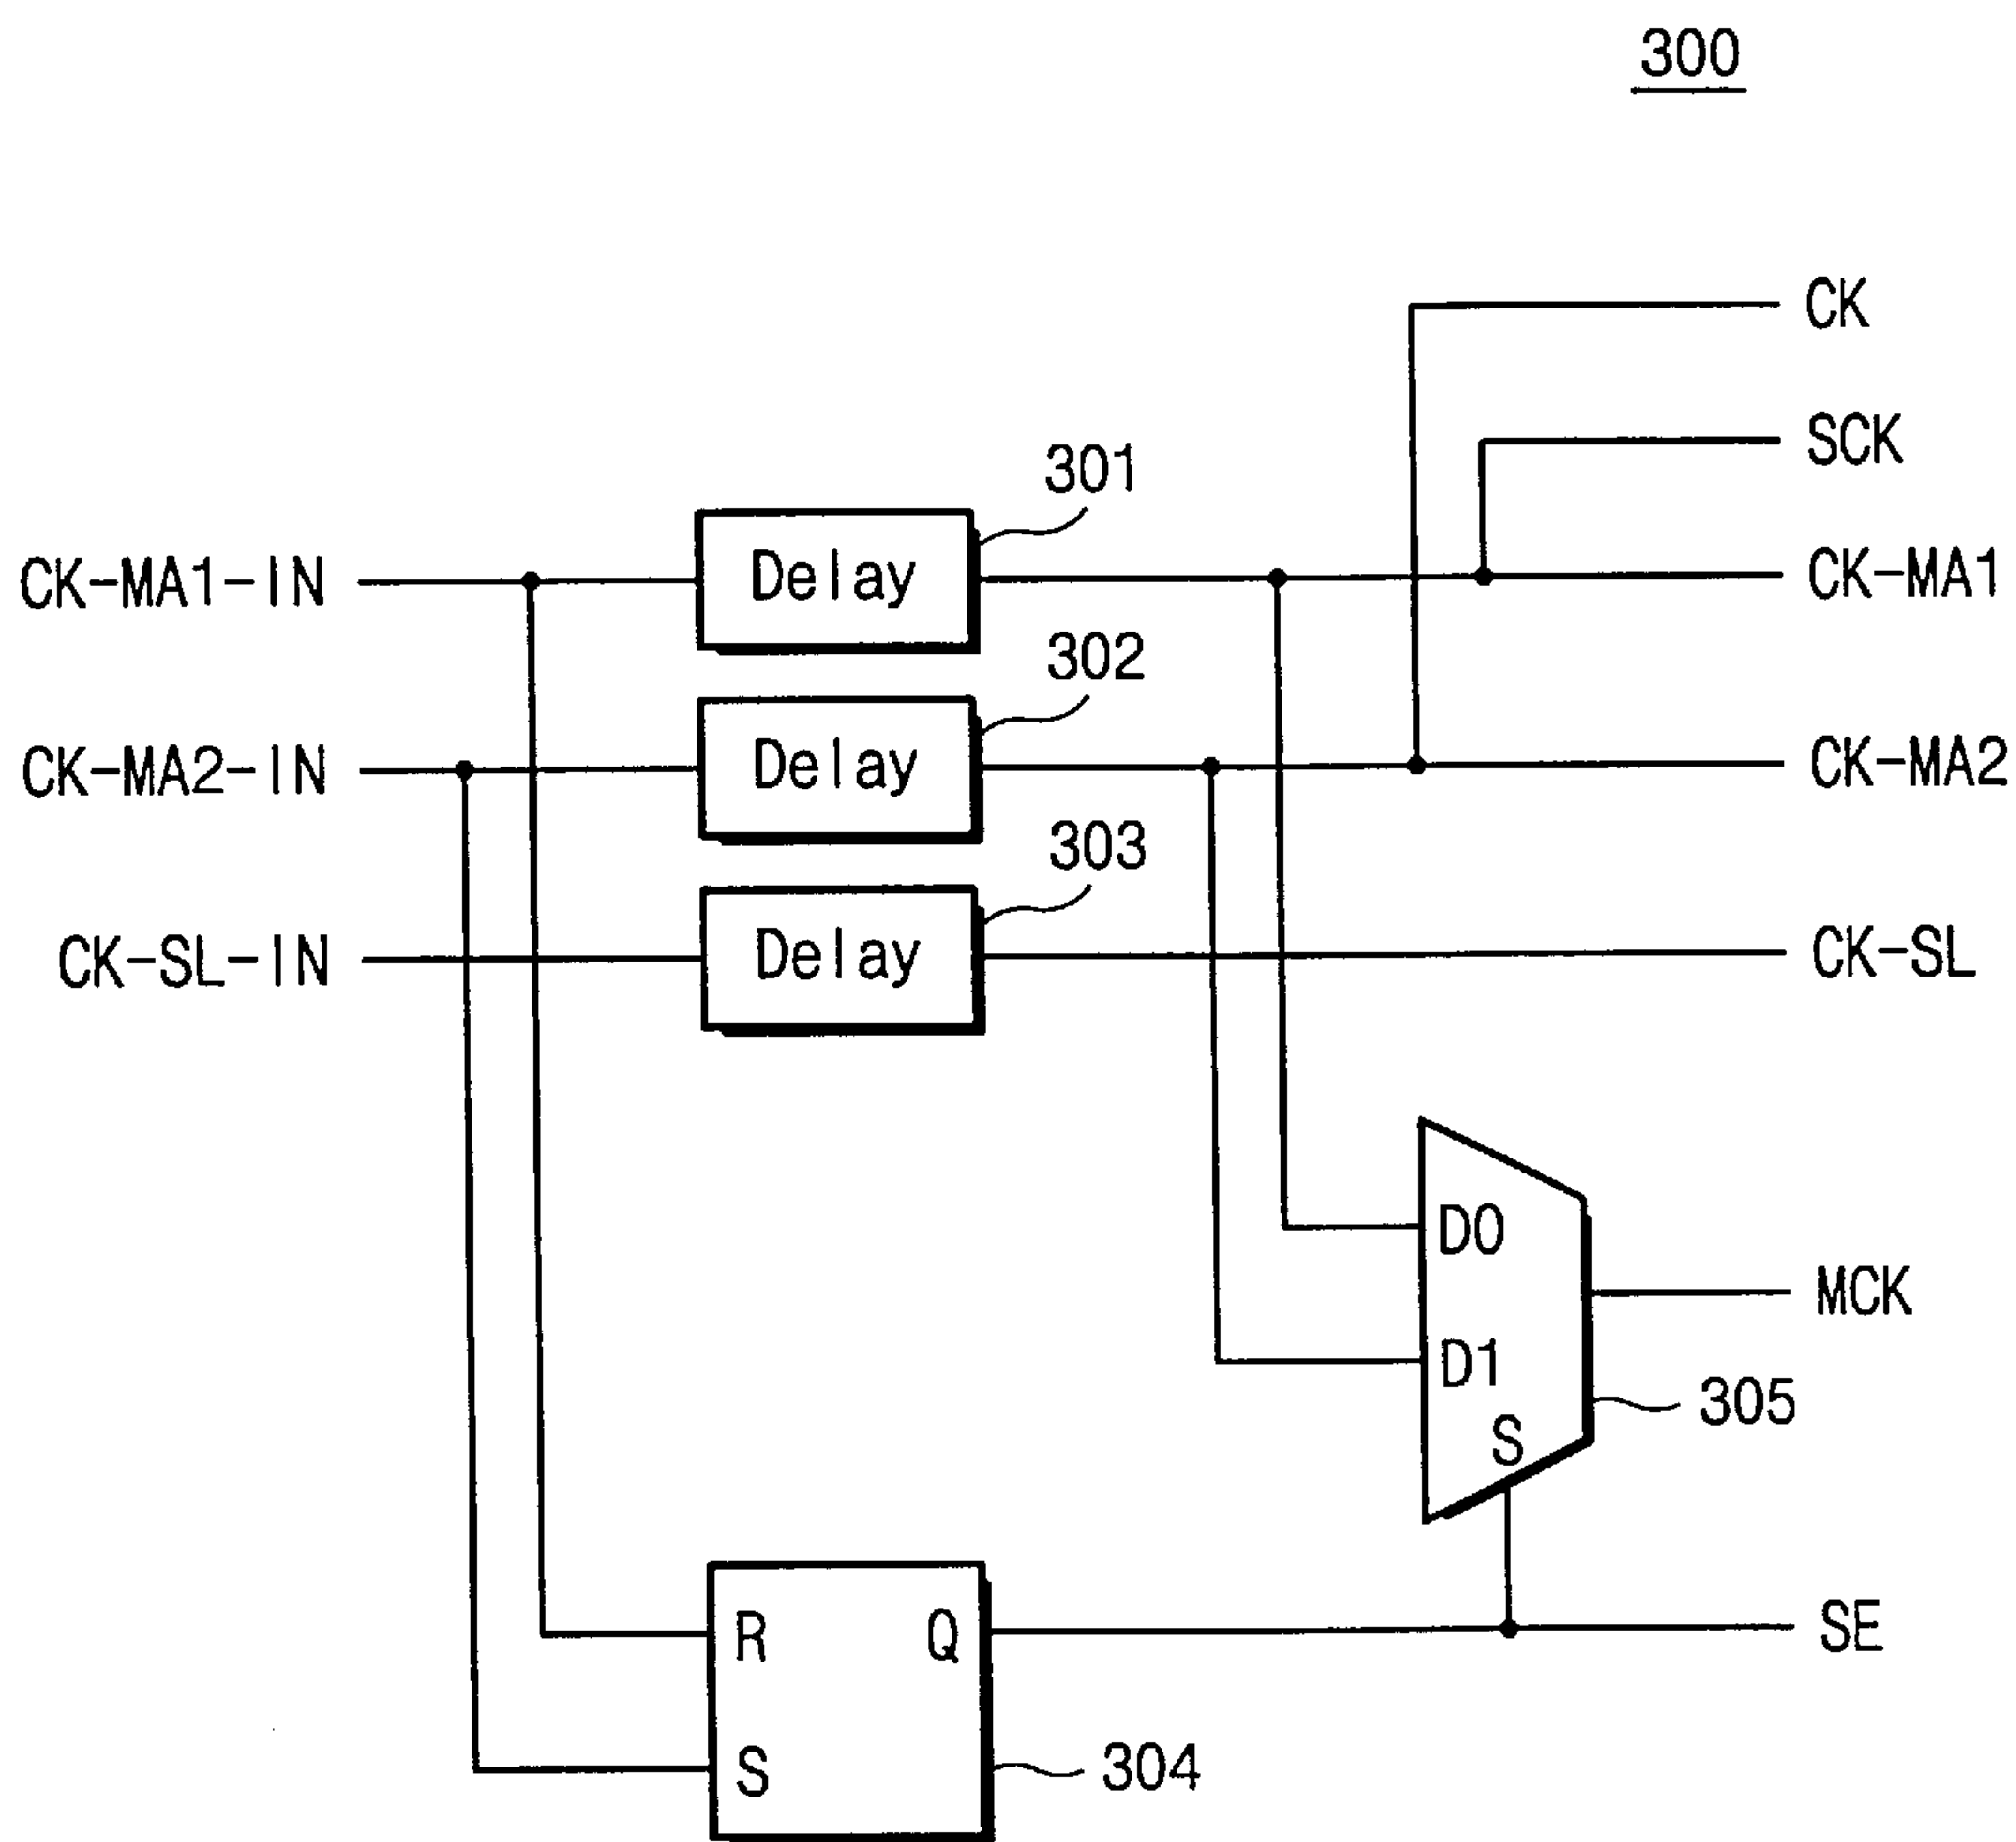 300
CK
SCK
301
CK-MA1-IN
Delay
CK-MA1
302
CK-MA2-IN
Delay
CK-MA2
303
CK-SL-IN
Delay
CK-SL
D0
MCK
D1
305
S
R
Q
SE
S
304